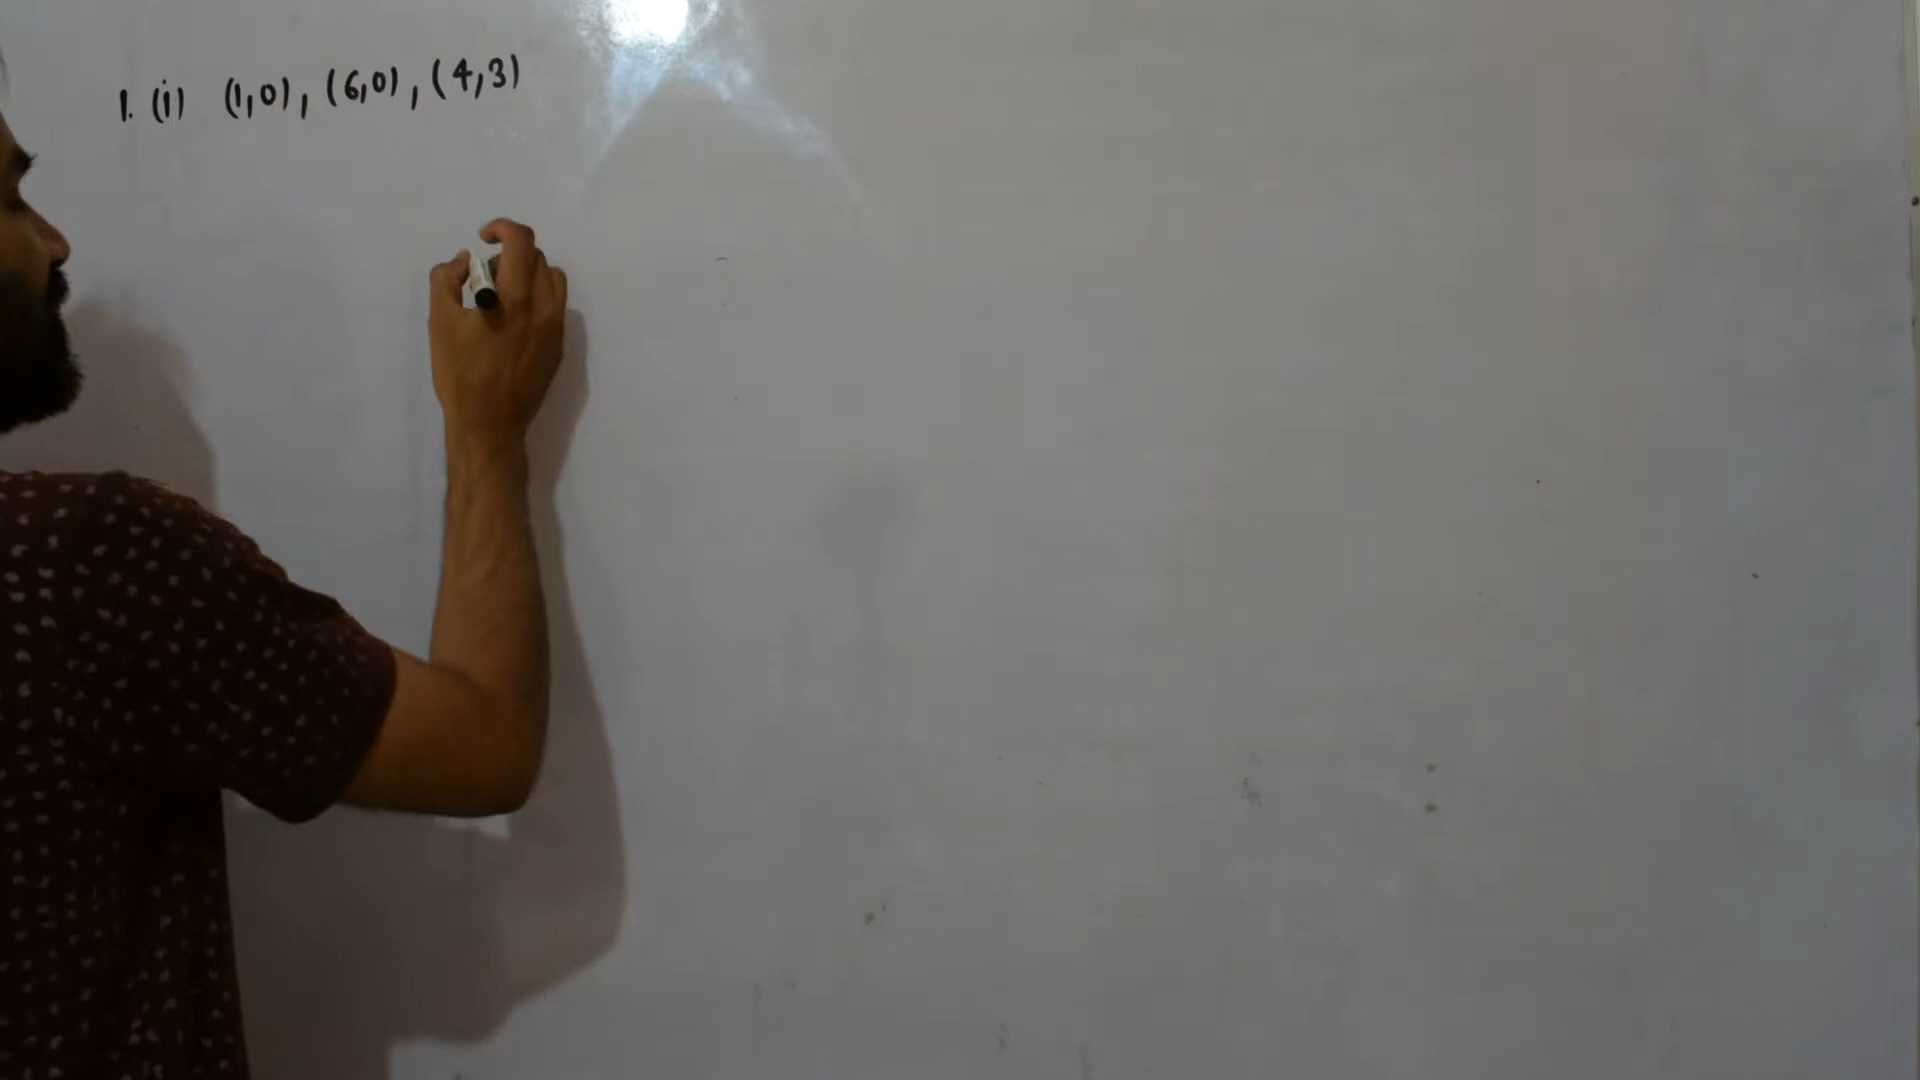 1. (i) (1,0), (6,0), (4,3)